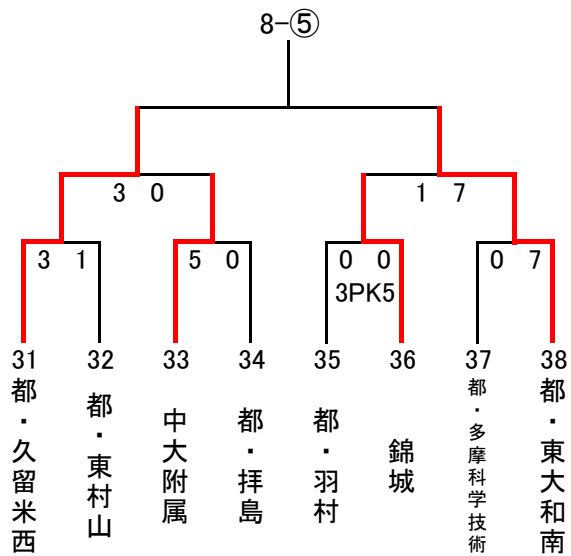 8-⑤
3 0
1 7
3 1
5 0
0 0
0 7
3PK5
31
32
33
34
35
36
37
38
都・久留米西
都・東村山
中大附属
都・拝島
都・羽村
錦城
都・多摩科学技術
都・東大和南